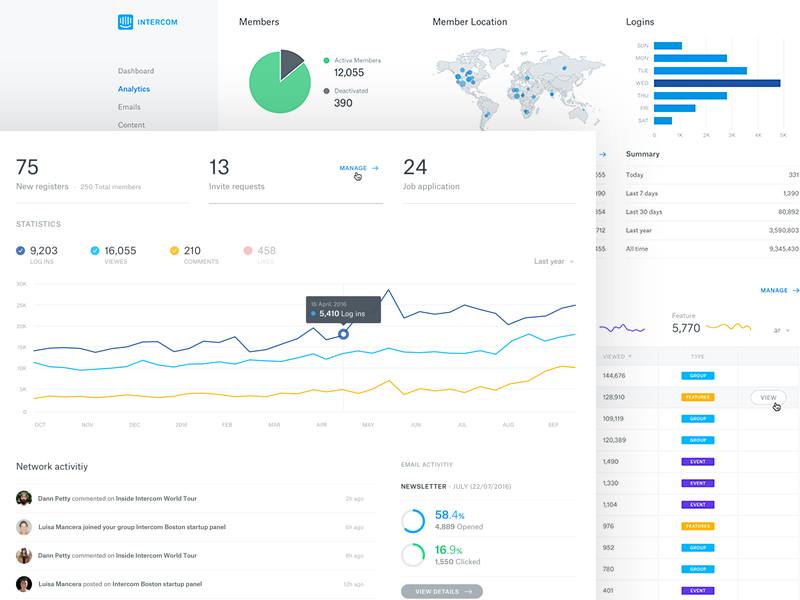 INTERCOM
Dashboard
Analytics
Emails
Content
Members
Active Members
12,055
Deactivated
390
Member Location
Logins
SUN
MON
TUE
WED
THU
FRI
SAT
0 1K 2K 3K 4K 5K
75
New registers · 250 Total members
13
Invite requests
MANAGE →
24
Job application
STATISTICS
9,203
LOG INS
16,055
VIEWES
210
COMMENTS
458
LIKES
Last year
30K
25K
20K
15K
10K
5K
0
16 April, 2016
5,410 Log ins
OCT NOV DEC 2016 FEB MAR APR MAY JUN JUL AUG SEP
Network activitiy
Dann Petty commented on Inside Intercom World Tour 2h ago
Luisa Mancera joined your group Intercom Boston startup panel 6h ago
Dann Petty commented on Inside Intercom World Tour 8h ago
Luisa Mancera posted on Intercom Boston startup panel 12h ago
EMAIL ACTIVITIY
NEWSLETTER - JULY (22/07/2016)
58.4%
4,889 Opened
16.9%
1,550 Clicked
VIEW DETAILS →
→
Summary
Today 331
Last 7 days 1,390
Last 30 days 80,892
Last year 3,590,803
All time 9,345,430
MANAGE →
Feature
5,770
ar
VIEWED TYPE
144,676 GROUP
128,910 FEATURES VIEW
109,119 GROUP
120,389 GROUP
1,490 EVENT
1,330 EVENT
1,104 EVENT
976 FEATURES
952 GROUP
780 GROUP
401 EVENT